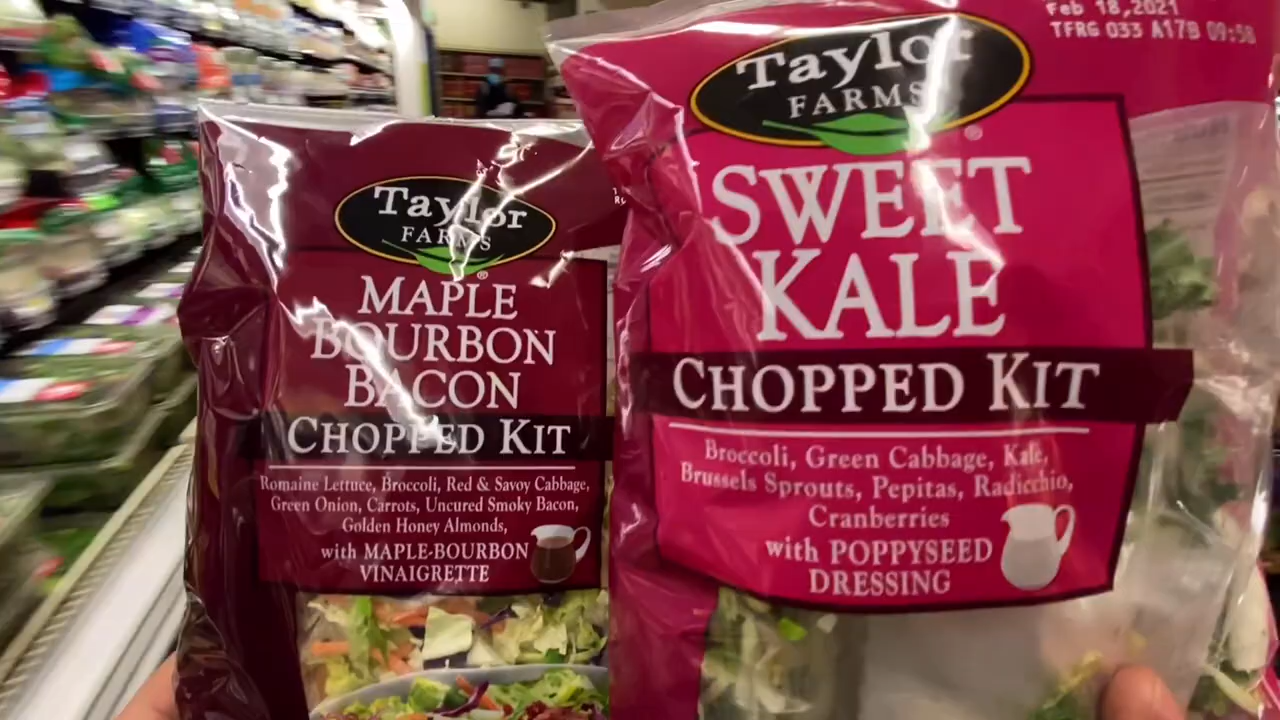 Taylor
FARMS
MAPLE
BOURBON
BACON
CHOPPED KIT
Romaine Lettuce, Broccoli, Red & Savoy Cabbage,
Green Onion, Carrots, Uncured Smoky Bacon,
Golden Honey Almonds,
with MAPLE-BOURBON
VINAIGRETTE
Feb 18,2021
TFRG 033 A17B 09:58
Taylor
FARMS
®
SWEET
KALE
CHOPPED KIT
Broccoli, Green Cabbage, Kale,
Brussels Sprouts, Pepitas, Radicchio,
Cranberries
with POPPYSEED
DRESSING